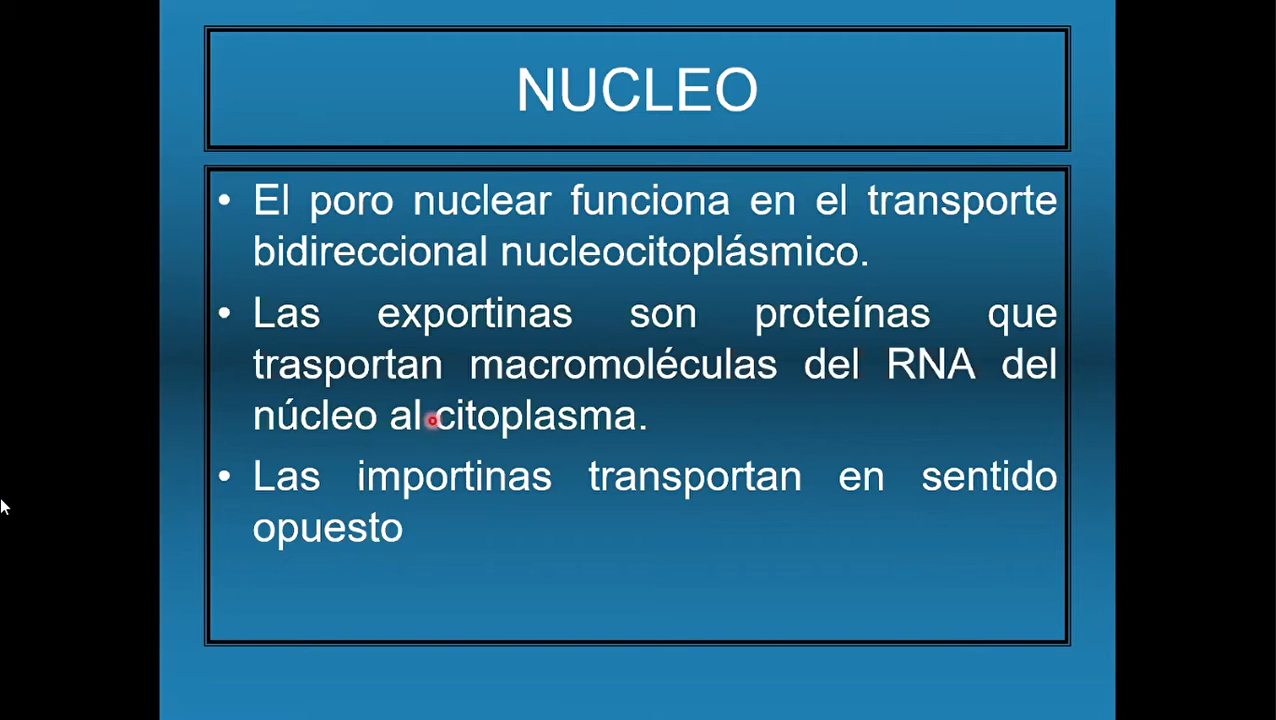 NUCLEO
• El poro nuclear funciona en el transporte
bidireccional nucleocitoplásmico.
• Las exportinas son proteínas que
trasportan macromoléculas del RNA del
núcleo al citoplasma.
• Las importinas transportan en sentido
opuesto